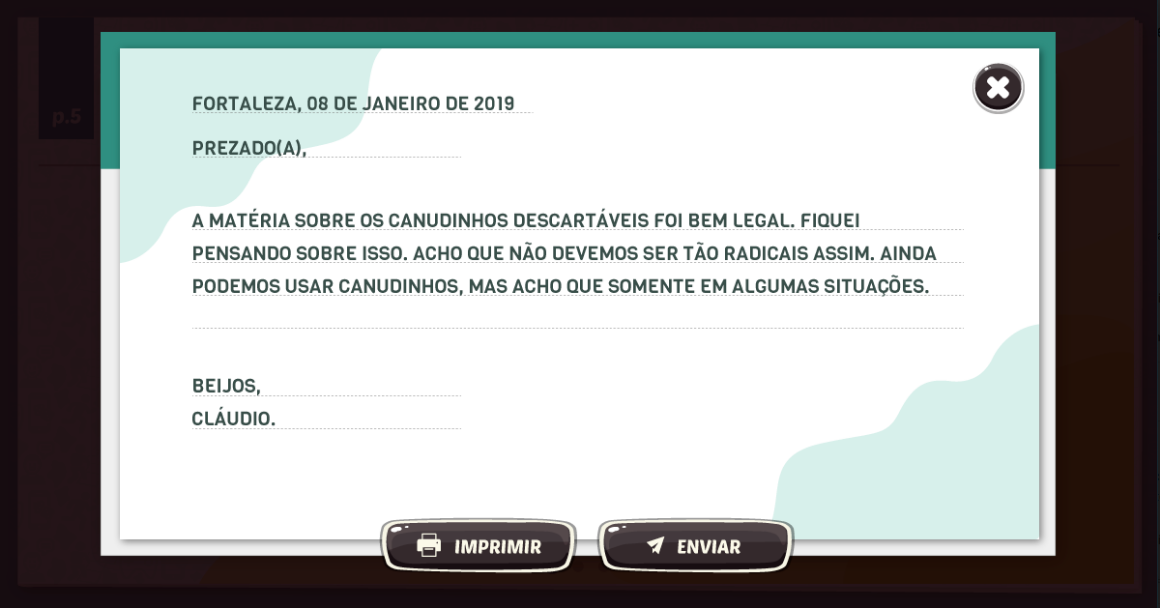 p.5
FORTALEZA, 08 DE JANEIRO DE 2019
PREZADO(A),
A MATÉRIA SOBRE OS CANUDINHOS DESCARTÁVEIS FOI BEM LEGAL. FIQUEI
PENSANDO SOBRE ISSO. ACHO QUE NÃO DEVEMOS SER TÃO RADICAIS ASSIM. AINDA
PODEMOS USAR CANUDINHOS, MAS ACHO QUE SOMENTE EM ALGUMAS SITUAÇÕES.
BEIJOS,
CLÁUDIO.
IMPRIMIR
ENVIAR